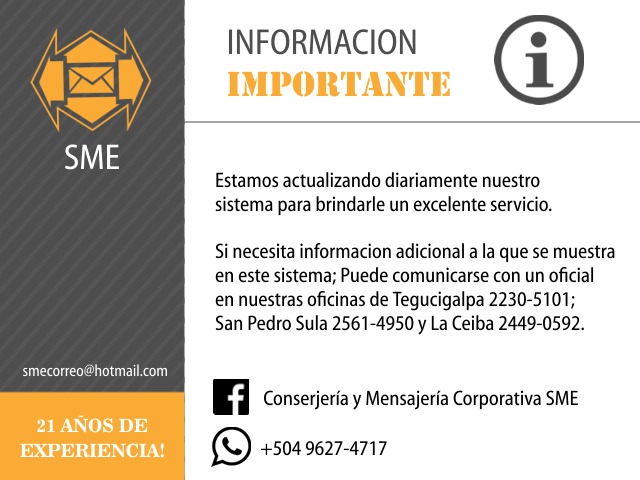 SME
smecorreo@hotmail.com
21 AÑOS DE
EXPERIENCIA!
INFORMACION
IMPORTANTE
Estamos actualizando diariamente nuestro
sistema para brindarle un excelente servicio.
Si necesita informacion adicional a la que se muestra
en este sistema; Puede comunicarse con un oficial
en nuestras oficinas de Tegucigalpa 2230-5101;
San Pedro Sula 2561-4950 y La Ceiba 2449-0592.
Conserjería y Mensajería Corporativa SME
+504 9627-4717